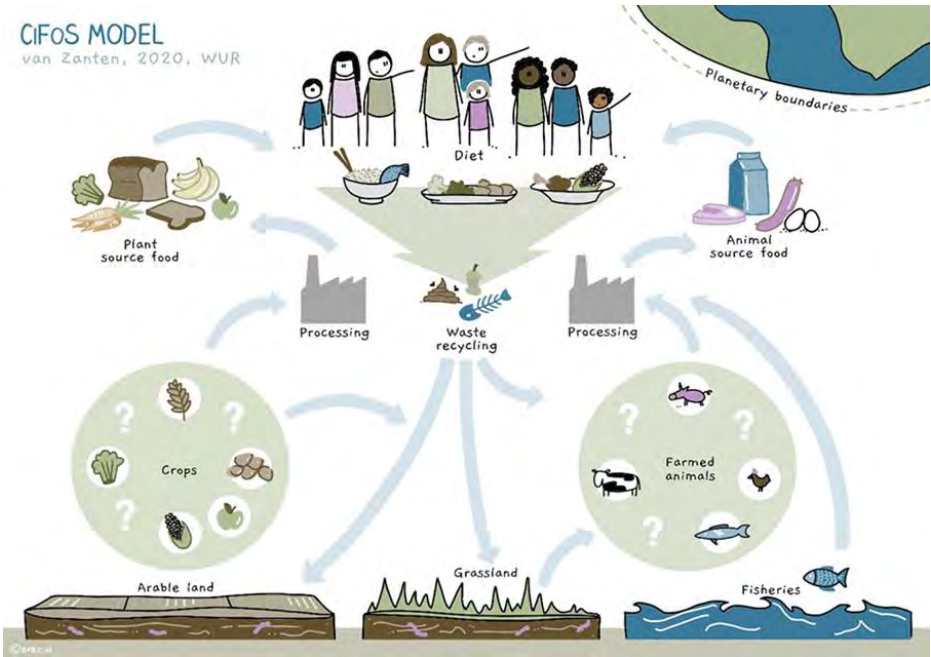 CiFoS MODEL
van Zanten, 2020, WUR
Planetary boundaries
Diet
Plant
source food
Animal
source food
Processing
Waste
recycling
Processing
?
?
?
Crops
?
?
?
Farmed
animals
Arable land
Grassland
Fisheries